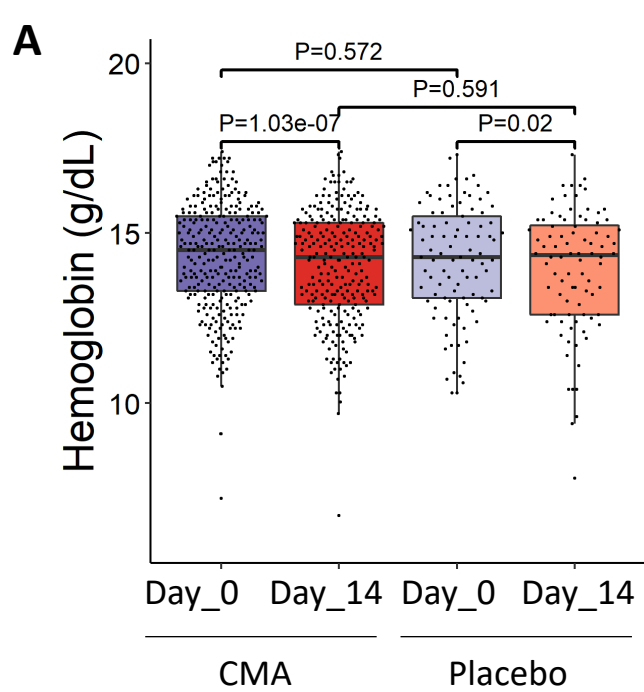 A
20
P=0.572
P=0.591
P=1.03e-07
P=0.02
15
10
Hemoglobin (g/dL)
Day_0 Day_14 Day_0 Day_14
CMA Placebo